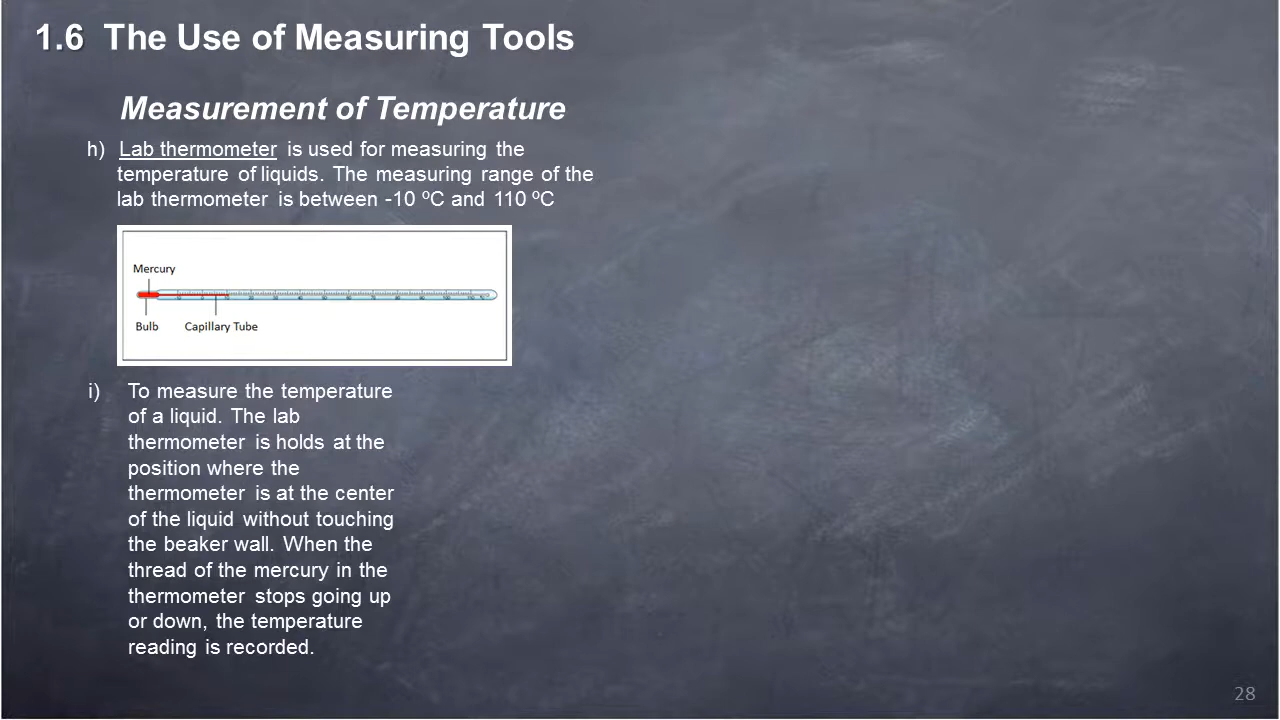 1.6 The Use of Measuring Tools
Measurement of Temperature
h) Lab thermometer is used for measuring the
temperature of liquids. The measuring range of the
lab thermometer is between -10 ºC and 110 ºC
Mercury
Bulb Capillary Tube
i) To measure the temperature
of a liquid. The lab
thermometer is holds at the
position where the
thermometer is at the center
of the liquid without touching
the beaker wall. When the
thread of the mercury in the
thermometer stops going up
or down, the temperature
reading is recorded.
28